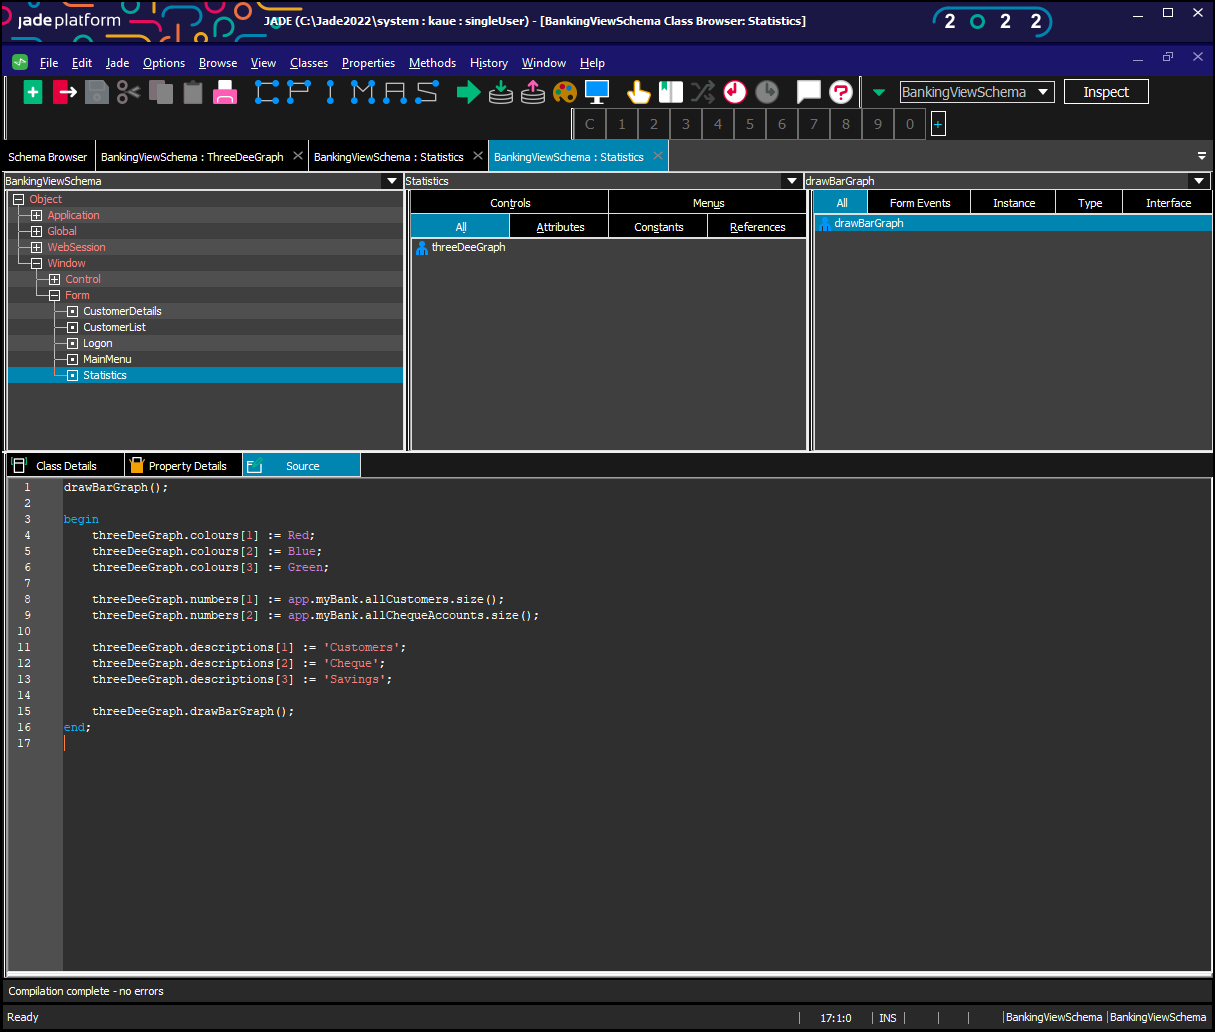 jadeplatform
JADE (C:\Jade2022\system : kaue : singleUser) - [BankingViewSchema Class Browser: Statistics]
2 0 2 2
File Edit Jade Options Browse View Classes Properties Methods History Window Help
BankingViewSchema Inspect
C 1 2 3 4 5 6 7 8 9 0 +
Schema Browser BankingViewSchema : ThreeDeeGraph BankingViewSchema : Statistics BankingViewSchema : Statistics
BankingViewSchema
Object
Application
Global
WebSession
Window
Control
Form
CustomerDetails
CustomerList
Logon
MainMenu
Statistics
Statistics
Controls Menus
All Attributes Constants References
threeDeeGraph
drawBarGraph
All Form Events Instance Type Interface
drawBarGraph
Class Details Property Details Source
1 drawBarGraph();
2
3 begin
4 threeDeeGraph.colours[1] := Red;
5 threeDeeGraph.colours[2] := Blue;
6 threeDeeGraph.colours[3] := Green;
7
8 threeDeeGraph.numbers[1] := app.myBank.allCustomers.size();
9 threeDeeGraph.numbers[2] := app.myBank.allChequeAccounts.size();
10
11 threeDeeGraph.descriptions[1] := 'Customers';
12 threeDeeGraph.descriptions[2] := 'Cheque';
13 threeDeeGraph.descriptions[3] := 'Savings';
14
15 threeDeeGraph.drawBarGraph();
16 end;
17
Compilation complete - no errors
Ready 17:1:0 INS BankingViewSchema BankingViewSchema